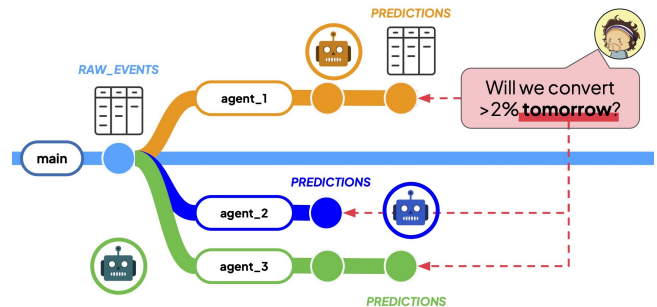 PREDICTIONS
RAW_EVENTS
agent_1
Will we convert
>2% tomorrow?
main
PREDICTIONS
agent_2
agent_3
PREDICTIONS